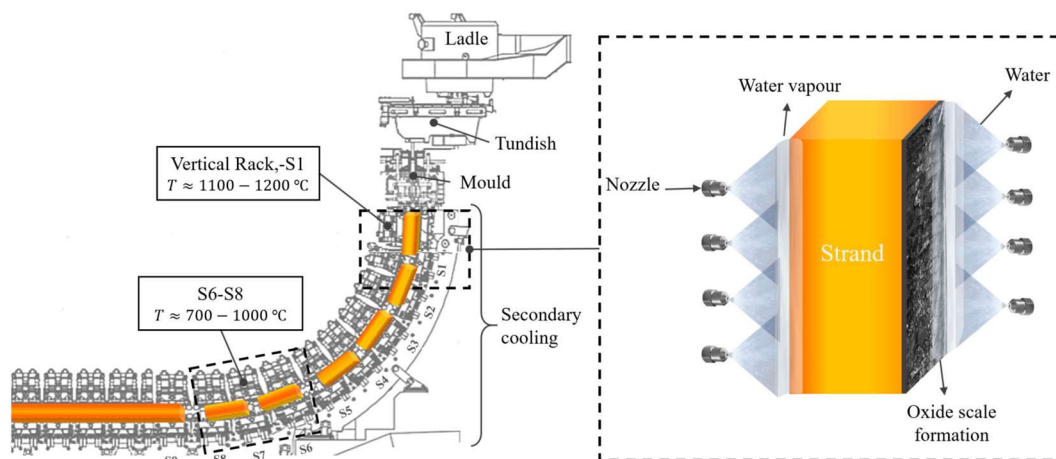 Ladle
Tundish
Mould
Vertical Rack,-S1
T ≈ 1100 − 1200 ℃
S6-S8
T ≈ 700 − 1000 ℃
Secondary
cooling
S1
S2
S3
S4
S5
S6
S7
S8
Water vapour
Water
Nozzle
Strand
Oxide scale
formation